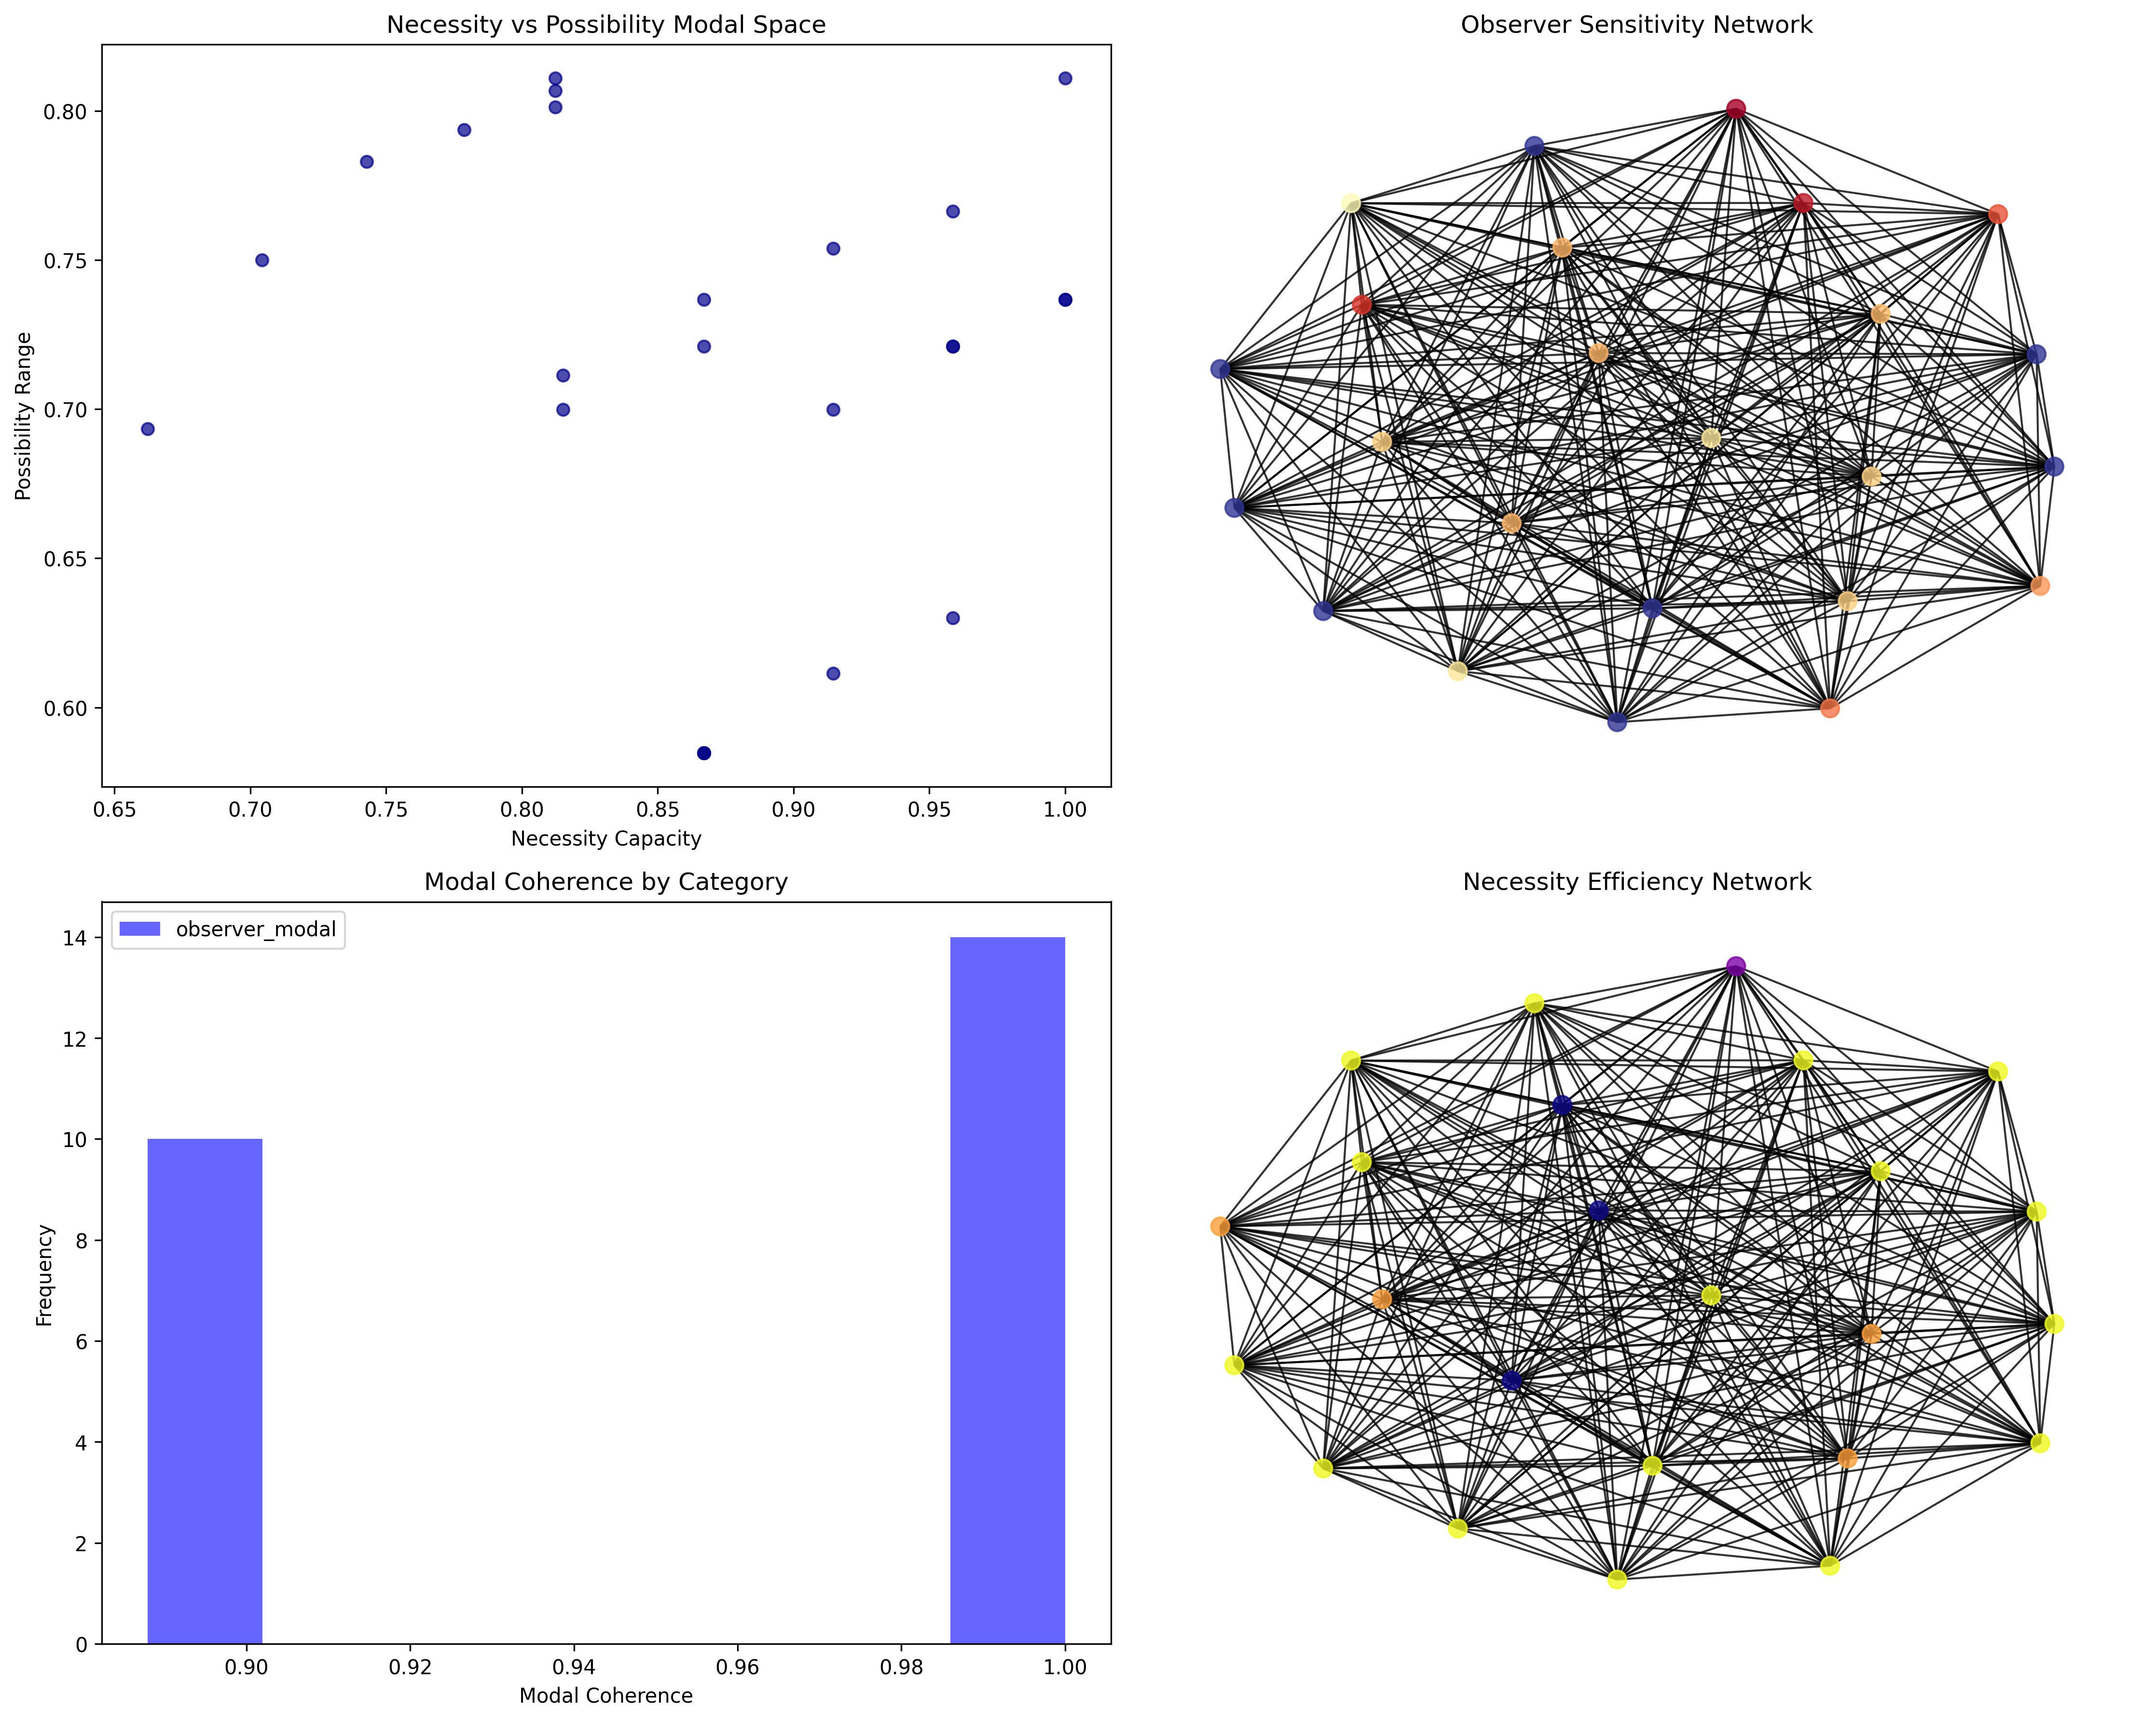 Necessity vs Possibility Modal Space
Possibility Range
0.80
0.75
0.70
0.65
0.60
0.65 0.70 0.75 0.80 0.85 0.90 0.95 1.00
Necessity Capacity
Observer Sensitivity Network
Modal Coherence by Category
observer_modal
Frequency
14
12
10
8
6
4
2
0
0.90 0.92 0.94 0.96 0.98 1.00
Modal Coherence
Necessity Efficiency Network